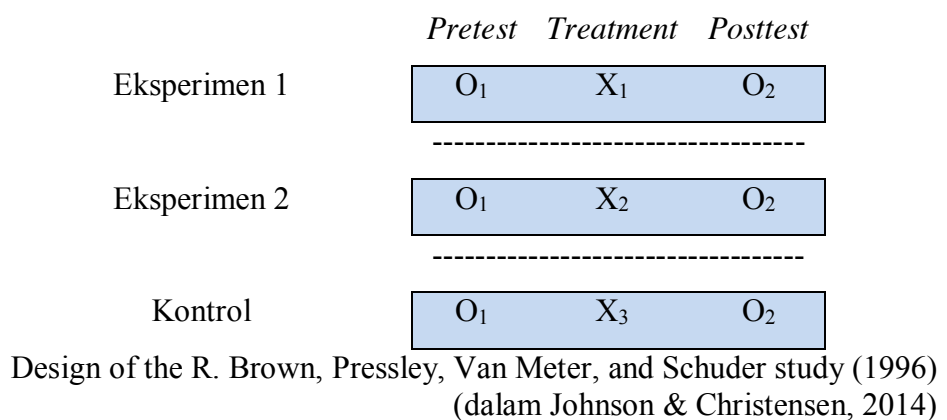 Pretest Treatment Posttest
Eksperimen 1 O₁ X₁ O₂
-----------------------------------
Eksperimen 2 O₁ X₂ O₂
-----------------------------------
Kontrol O₁ X₃ O₂
Design of the R. Brown, Pressley, Van Meter, and Schuder study (1996)
(dalam Johnson & Christensen, 2014)